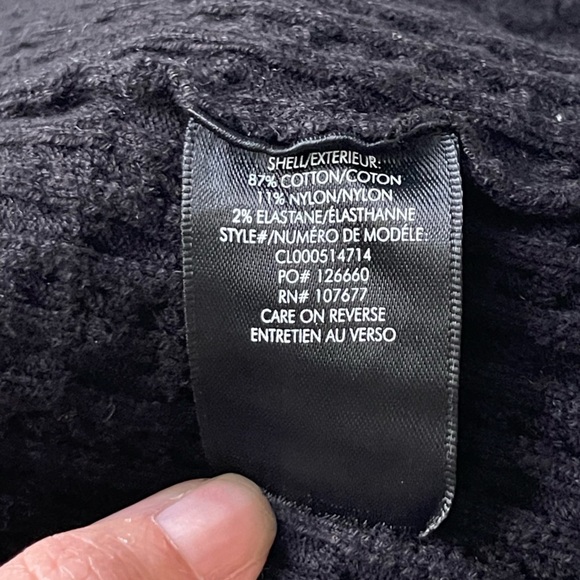 SHELL/EXTERIEUR:
87% COTTON/COTON
11% NYLON/NYLON
2% ELASTANE/ÉLASTHANNE
STYLE#/NUMÉRO DE MODÈLE:
CL000514714
PO# 126660
RN# 107677
CARE ON REVERSE
ENTRETIEN AU VERSO